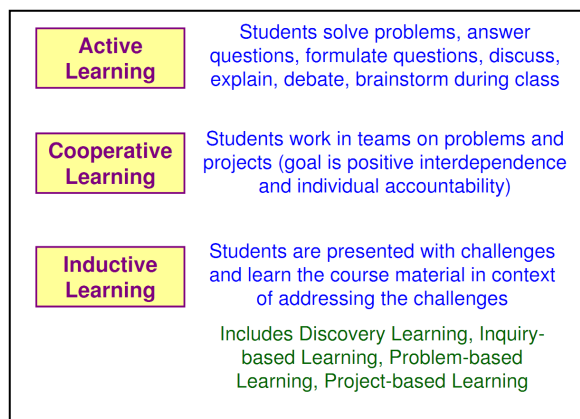 Active
Learning
Students solve problems, answer
questions, formulate questions, discuss,
explain, debate, brainstorm during class
Cooperative
Learning
Students work in teams on problems and
projects (goal is positive interdependence
and individual accountability)
Inductive
Learning
Students are presented with challenges
and learn the course material in context
of addressing the challenges
Includes Discovery Learning, Inquiry-
based Learning, Problem-based
Learning, Project-based Learning